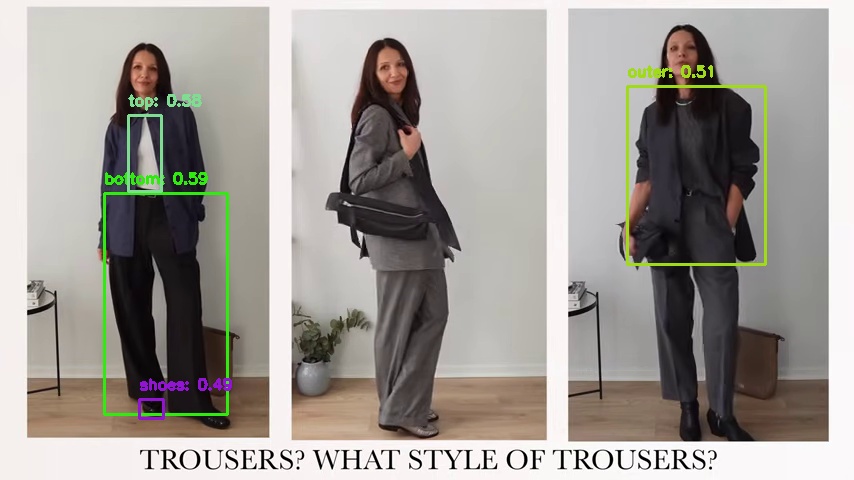 top: 0.58
bottom: 0.59
shoes: 0.49
outer: 0.51
TROUSERS? WHAT STYLE OF TROUSERS?